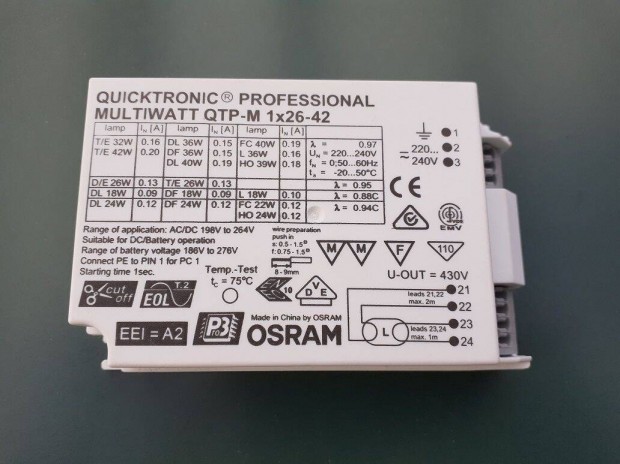 QUICKTRONIC® PROFESSIONAL
MULTIWATT QTP-M 1x26-42
lamp Iɴ [A] lamp Iɴ [A] lamp Iɴ [A]
T/E 32W 0.16 DL 36W 0.15 FC 40W 0.19 λ = 0.97
T/E 42W 0.20 DF 36W 0.15 L 36W 0.16 Uɴ = 220...240V
DL 40W 0.19 HO 39W 0.18 fɴ = 0;50...60Hz
tₐ = -20...50°C
D/E 26W 0.13 T/E 26W 0.13 λ = 0.95
DL 18W 0.09 DF 18W 0.09 L 18W 0.10 λ = 0.88C
DL 24W 0.12 DF 24W 0.12 FC 22W 0.12 λ = 0.94C
HO 24W 0.12
1
220... 2
240V 3
CE
EMV
Range of application: AC/DC 198V to 264V
Suitable for DC/Battery operation
Range of battery voltage 186V to 276V
Connect PE to PIN 1 for PC 1
Starting time 1sec.
wire preparation
push in
s: 0.5 - 1.5
f: 0.75 - 1.5
8 - 9mm
Temp.-Test
tc = 75°C
M M F 110
U-OUT = 430V
cut off
EOL T.2
10
VDE
EEI = A2
P3 TO
Made in China by OSRAM
OSRAM
leads 21,22
max. 2m
21
22
L
leads 23,24
max. 1m
23
24